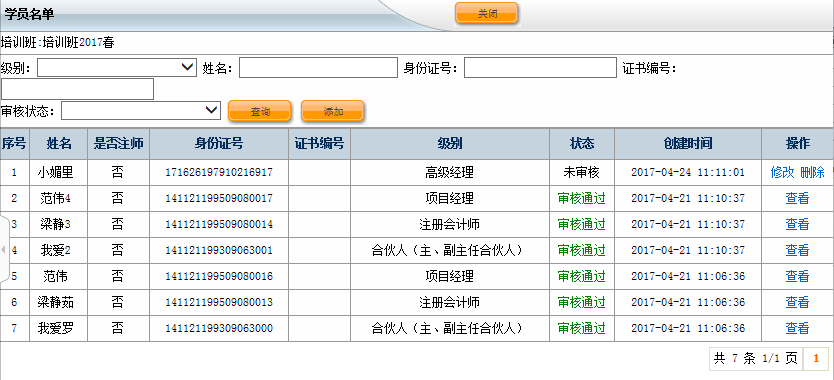 学员名单 关闭
培训班:培训班2017春
级别: 姓名: 身份证号: 证书编号:
审核状态: 查询 添加
序号 姓名 是否注师 身份证号 证书编号 级别 状态 创建时间 操作
1 小媚里 否 171626197910216917 高级经理 未审核 2017-04-24 11:11:01 修改 删除
2 范伟4 否 141121199509080017 项目经理 审核通过 2017-04-21 11:10:37 查看
3 梁静3 否 141121199509080014 注册会计师 审核通过 2017-04-21 11:10:37 查看
4 我爱2 否 141121199309063001 合伙人（主、副主任合伙人） 审核通过 2017-04-21 11:10:37 查看
5 范伟 否 141121199509080016 项目经理 审核通过 2017-04-21 11:06:36 查看
6 梁静茹 否 141121199509080013 注册会计师 审核通过 2017-04-21 11:06:36 查看
7 我爱罗 否 141121199309063000 合伙人（主、副主任合伙人） 审核通过 2017-04-21 11:06:36 查看
共 7 条 1/1 页 1